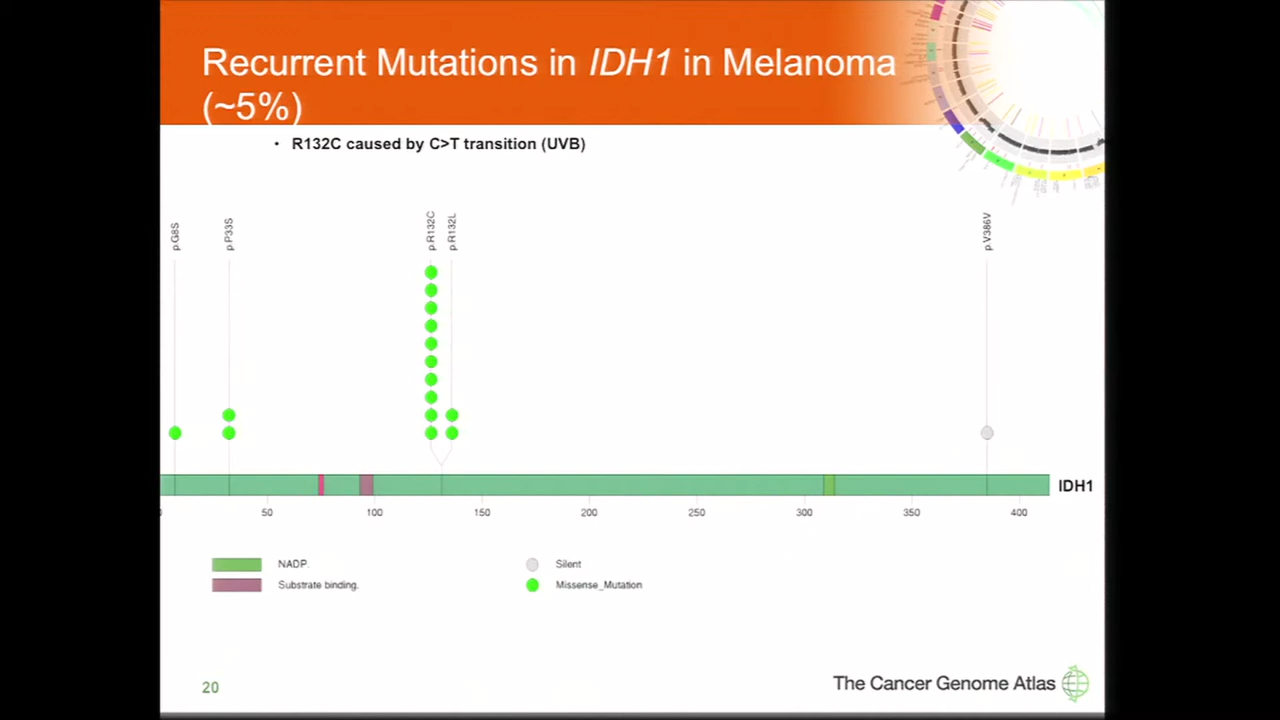 Recurrent Mutations in IDH1 in Melanoma
(~5%)
• R132C caused by C>T transition (UVB)
p.G8S
p.P33S
p.R132C
p.R132L
p.V386V
IDH1
50 100 150 200 250 300 350 400
NADP.
Silent
Substrate binding.
Missense_Mutation
20
The Cancer Genome Atlas